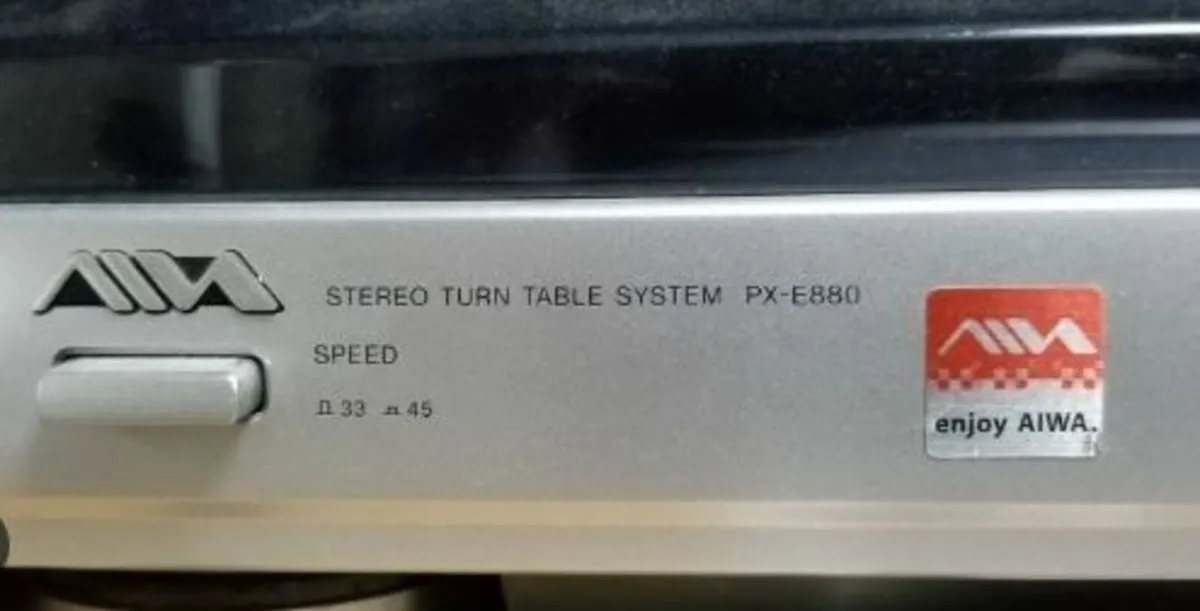 AIWA
STEREO TURN TABLE SYSTEM PX-E880
SPEED
33 45
AIWA
enjoy AIWA.